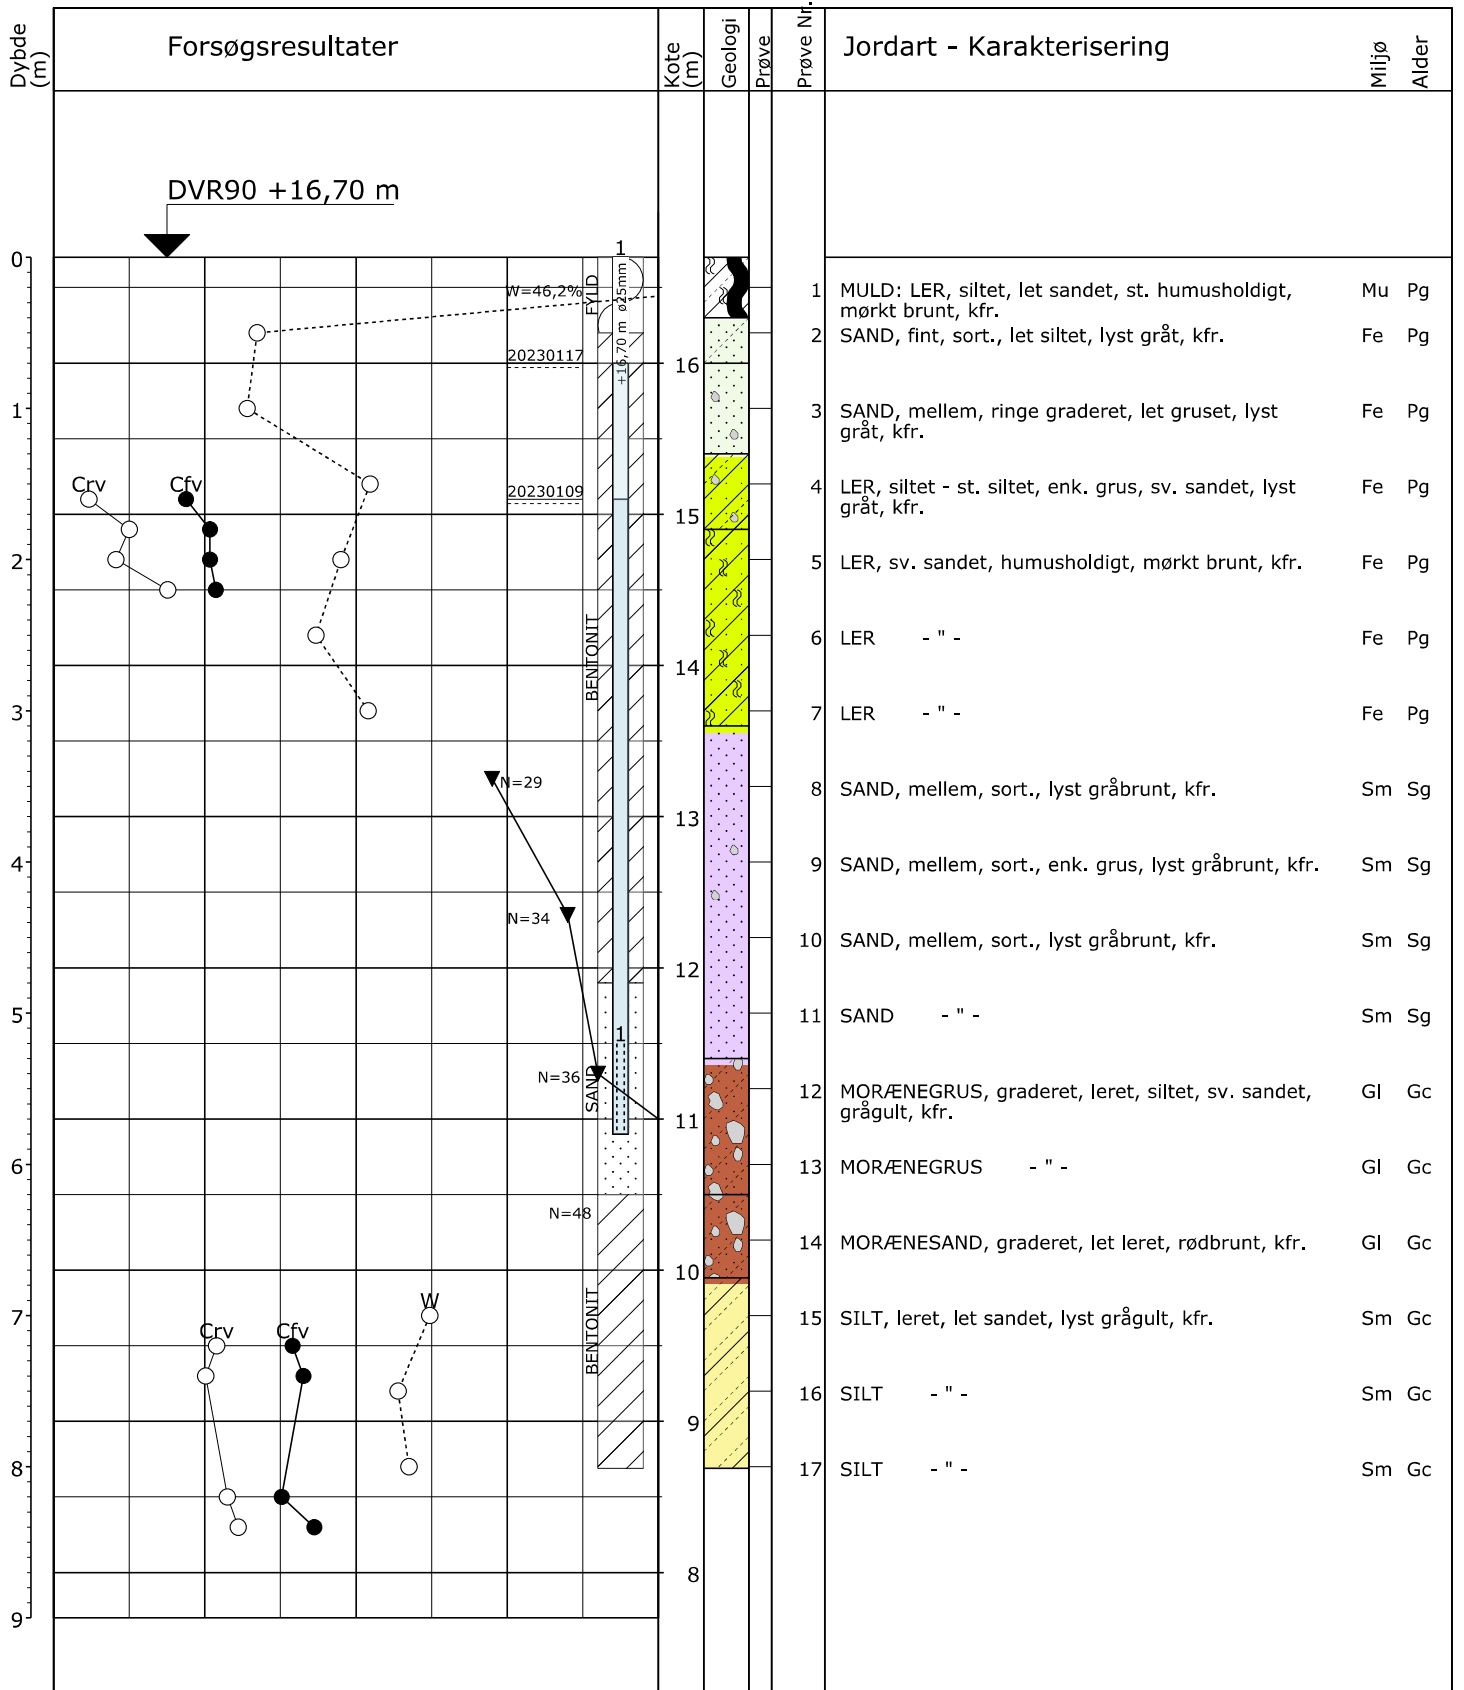 Dybde
(m)
Forsøgsresultater
Kote
(m)
Geologi
Prøve
Prøve Nr.
Jordart - Karakterisering
Miljø
Alder
DVR90 +16,70 m
0
1
2
3
4
5
6
7
8
9
W=46,2%
20230117
20230109
Crv
Cfv
N=29
N=34
N=36
N=48
Crv
Cfv
W
1
+16,70 m ø25mm
1
FYLD
BENTONIT
SAND
BENTONIT
16
15
14
13
12
11
10
9
8
1 MULD: LER, siltet, let sandet, st. humusholdigt, Mu Pg
mørkt brunt, kfr.
2 SAND, fint, sort., let siltet, lyst gråt, kfr. Fe Pg
3 SAND, mellem, ringe graderet, let gruset, lyst Fe Pg
gråt, kfr.
4 LER, siltet - st. siltet, enk. grus, sv. sandet, lyst Fe Pg
gråt, kfr.
5 LER, sv. sandet, humusholdigt, mørkt brunt, kfr. Fe Pg
6 LER - " - Fe Pg
7 LER - " - Fe Pg
8 SAND, mellem, sort., lyst gråbrunt, kfr. Sm Sg
9 SAND, mellem, sort., enk. grus, lyst gråbrunt, kfr. Sm Sg
10 SAND, mellem, sort., lyst gråbrunt, kfr. Sm Sg
11 SAND - " - Sm Sg
12 MORÆNEGRUS, graderet, leret, siltet, sv. sandet, Gl Gc
grågult, kfr.
13 MORÆNEGRUS - " - Gl Gc
14 MORÆNESAND, graderet, let leret, rødbrunt, kfr. Gl Gc
15 SILT, leret, let sandet, lyst grågult, kfr. Sm Gc
16 SILT - " - Sm Gc
17 SILT - " - Sm Gc